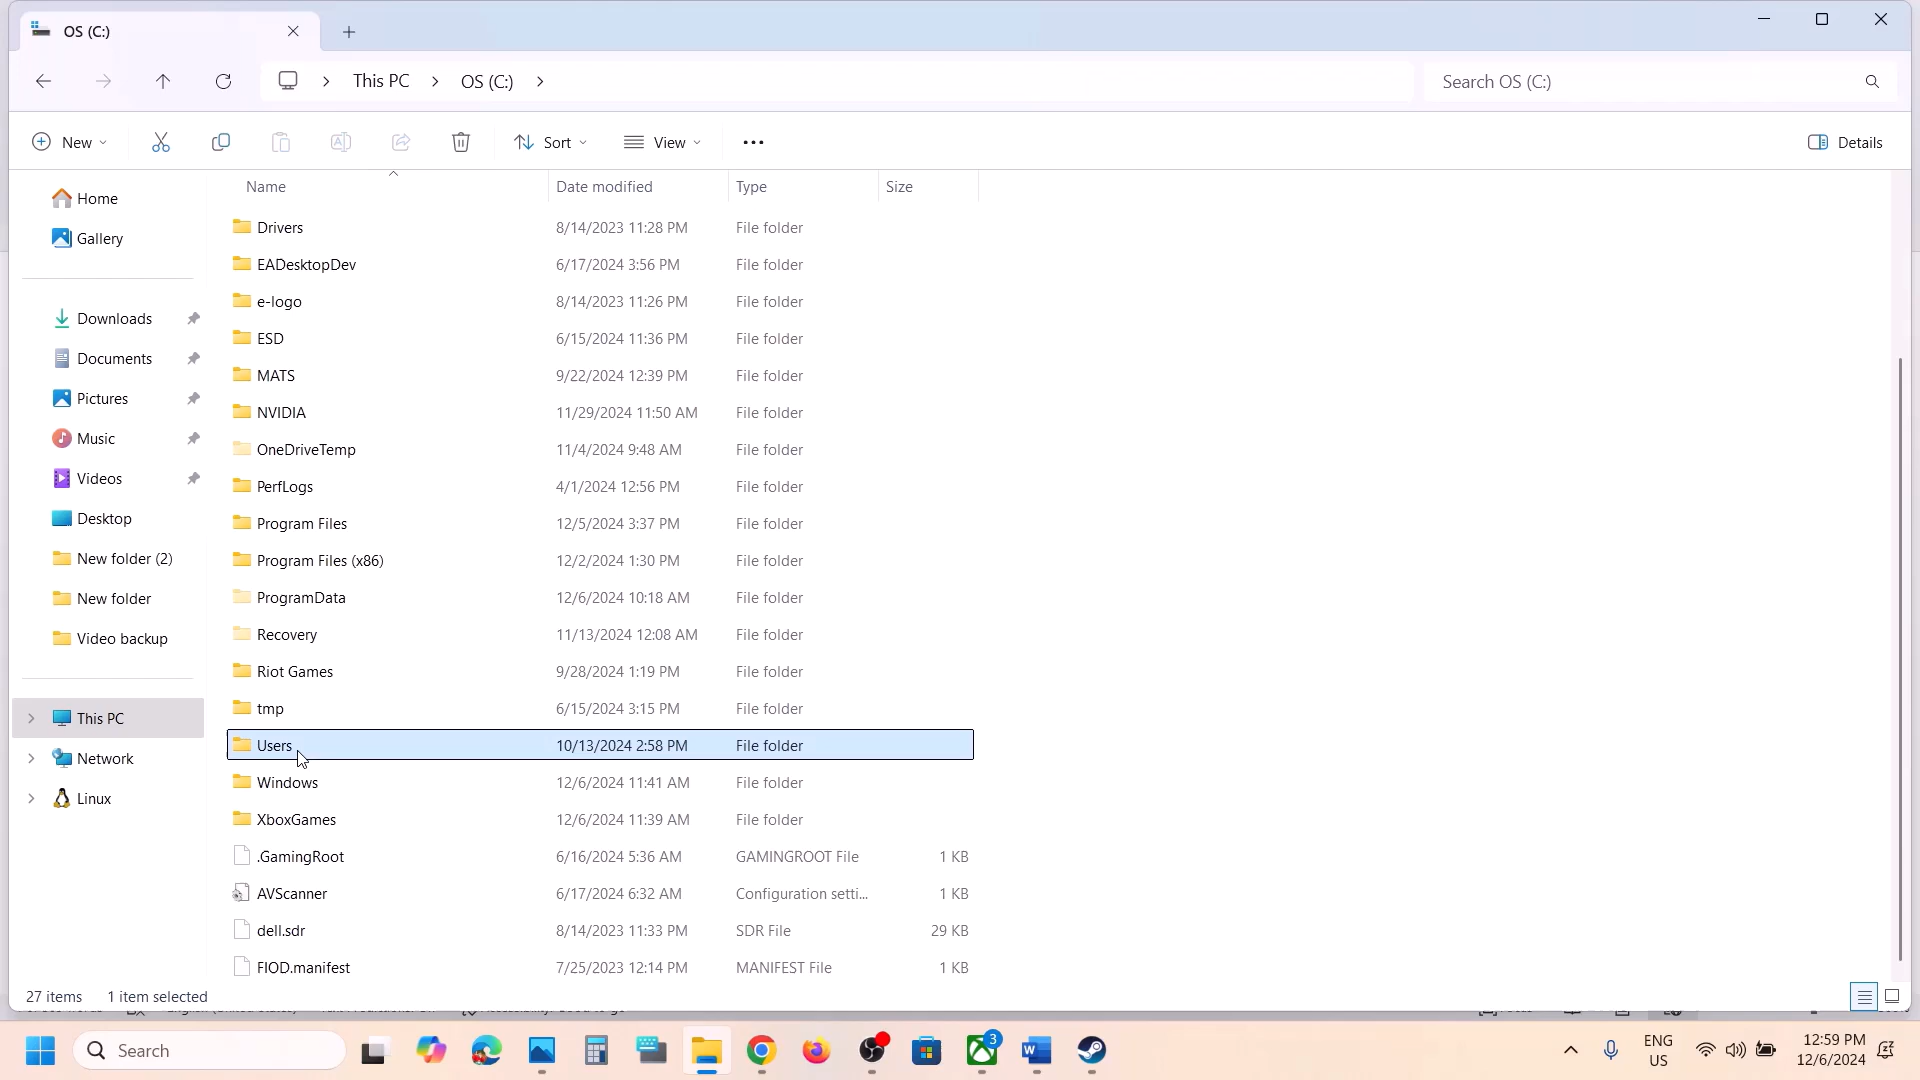 OS (C:)
This PC
OS (C:)
Search OS (C:)
New
Sort
View
Details
Name
Date modified
Type
Size
Home
Gallery
Downloads
Documents
Pictures
Music
Videos
Desktop
New folder (2)
New folder
Video backup
This PC
Network
Linux
Drivers 8/14/2023 11:28 PM File folder
EADesktopDev 6/17/2024 3:56 PM File folder
e-logo 8/14/2023 11:26 PM File folder
ESD 6/15/2024 11:36 PM File folder
MATS 9/22/2024 12:39 PM File folder
NVIDIA 11/29/2024 11:50 AM File folder
OneDriveTemp 11/4/2024 9:48 AM File folder
PerfLogs 4/1/2024 12:56 PM File folder
Program Files 12/5/2024 3:37 PM File folder
Program Files (x86) 12/2/2024 1:30 PM File folder
ProgramData 12/6/2024 10:18 AM File folder
Recovery 11/13/2024 12:08 AM File folder
Riot Games 9/28/2024 1:19 PM File folder
tmp 6/15/2024 3:15 PM File folder
Users 10/13/2024 2:58 PM File folder
Windows 12/6/2024 11:41 AM File folder
XboxGames 12/6/2024 11:39 AM File folder
.GamingRoot 6/16/2024 5:36 AM GAMINGROOT File 1 KB
AVScanner 6/17/2024 6:32 AM Configuration setti... 1 KB
dell.sdr 8/14/2023 11:33 PM SDR File 29 KB
FIOD.manifest 7/25/2023 12:14 PM MANIFEST File 1 KB
27 items 1 item selected
Search
3
ENG
US
12:59 PM
12/6/2024